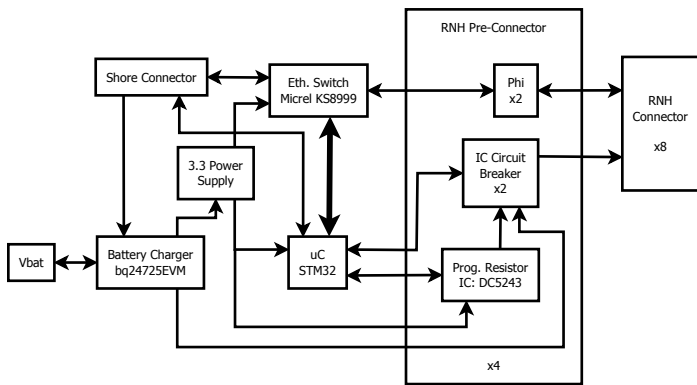 RNH Pre-Connector
Shore Connector
Eth. Switch
Micrel KS8999
Phi
x2
RNH
Connector
x8
3.3 Power
Supply
IC Circuit
Breaker
x2
Vbat
Battery Charger
bq24725EVM
uC
STM32
Prog. Resistor
IC: DC5243
x4